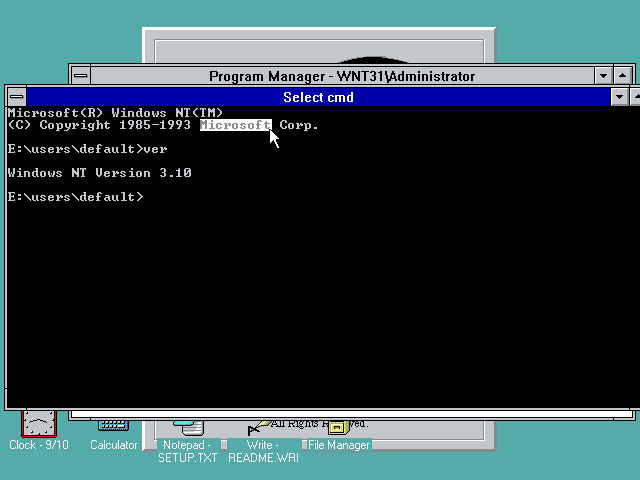 Program Manager - WNT31\Administrator
Select cmd
Microsoft(R) Windows NT(TM)
(C) Copyright 1985-1993 Microsoft Corp.
E:\users\default>ver
Windows NT Version 3.10
E:\users\default>
All Rights Reserved.
Clock - 9/10
Calculator
Notepad - SETUP.TXT
Write - README.WRI
File Manager